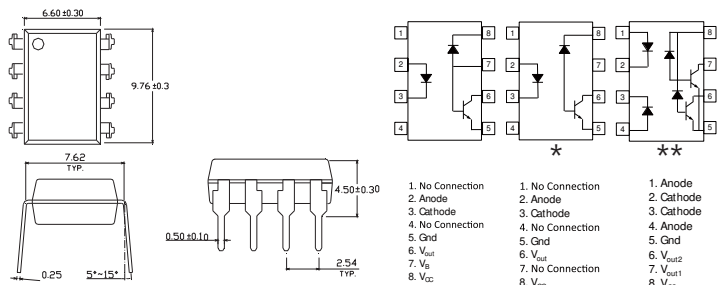 6.60±0.30
9.76 ±0.3
7.62
TYP.
0.25
5°~15°
4.50±0.30
0.50±0.10
2.54
TYP.
1
2
3
4
8
7
6
5
1
2
3
4
8
7
6
5
*
1
2
3
4
8
7
6
5
**
1. No Connection
2. Anode
3. Cathode
4. No Connection
5. Gnd
6. Vout
7. VB
8. VCC
1. No Connection
2. Anode
3. Cathode
4. No Connection
5. Gnd
6. Vout
7. No Connection
8. VCC
1. Anode
2. Cathode
3. Cathode
4. Anode
5. Gnd
6. Vout2
7. Vout1
8. VCC